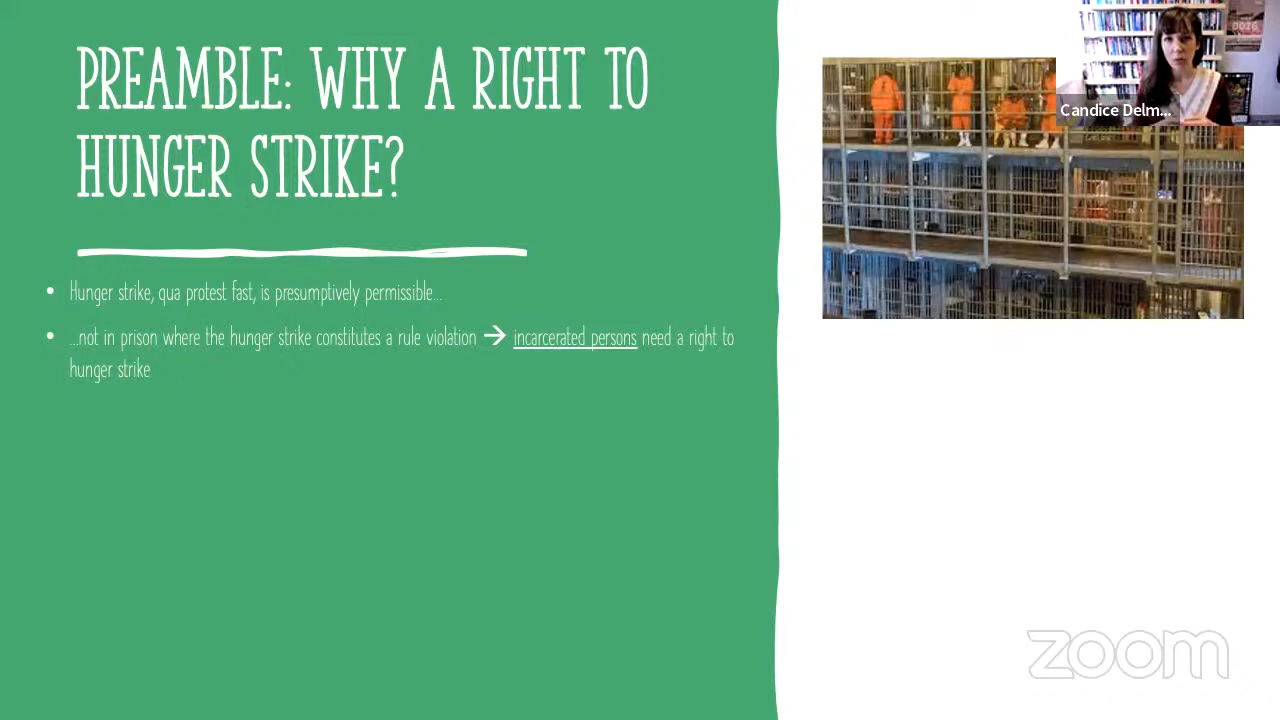 PREAMBLE: WHY A RIGHT TO
HUNGER STRIKE?
• Hunger strike, qua protest fast, is presumptively permissible...
• ...not in prison where the hunger strike constitutes a rule violation → incarcerated persons need a right to
hunger strike
Candice Delm...
zoom